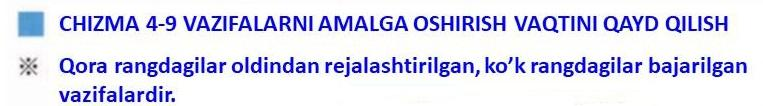 CHIZMA 4-9 VAZIFALARNI AMALGA OSHIRISH VAQTINI QAYD QILISH
※ Qora rangdagilar oldindan rejalashtirilgan, ko’k rangdagilar bajarilgan
vazifalardir.